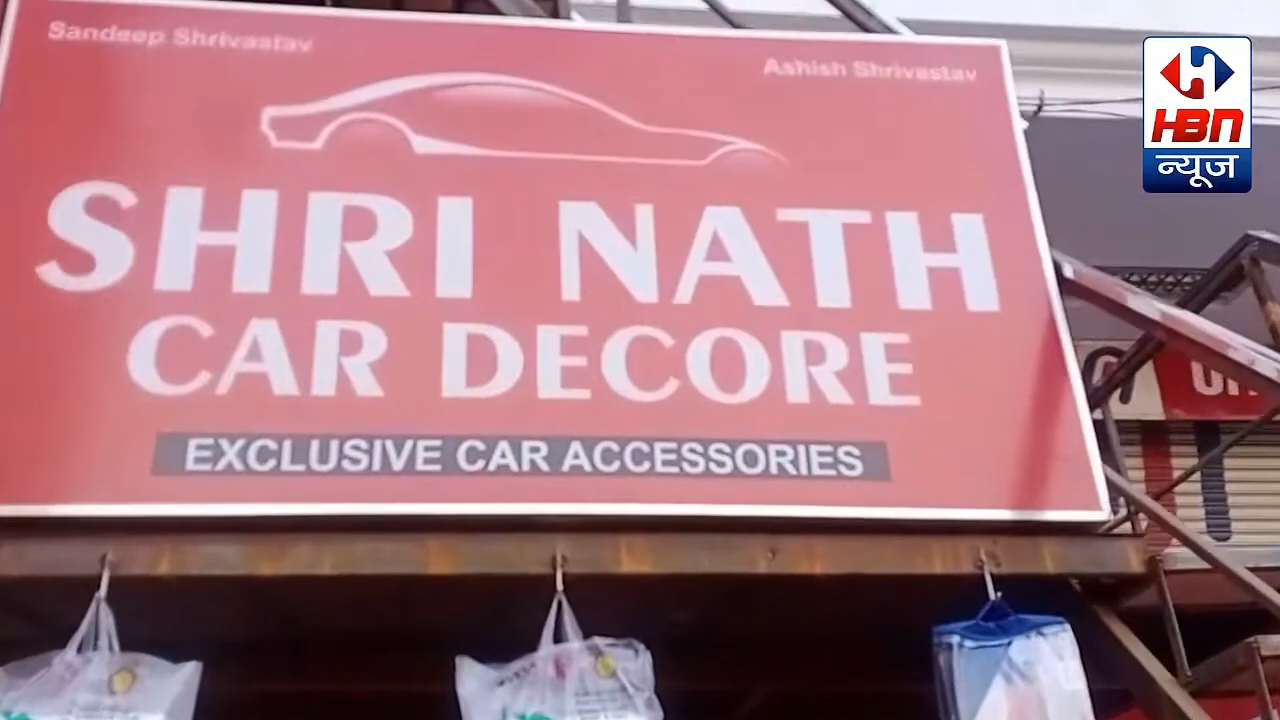 Sandeep Shrivastav
Ashish Shrivastav
SHRI NATH
CAR DECORE
EXCLUSIVE CAR ACCESSORIES
HBN
न्यूज